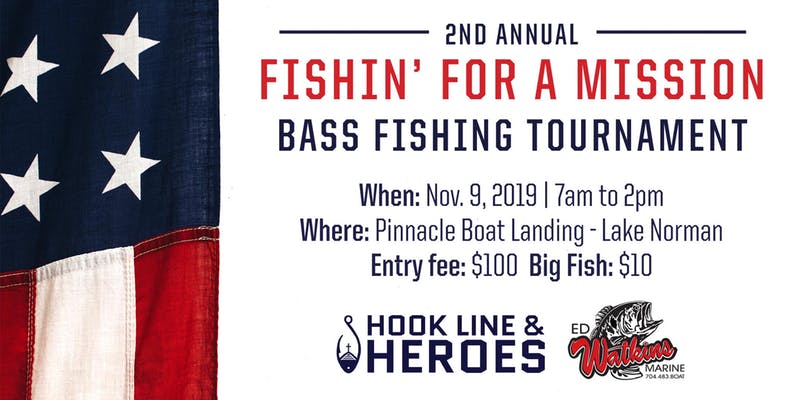 2ND ANNUAL
FISHIN' FOR A MISSION
BASS FISHING TOURNAMENT
When: Nov. 9, 2019 | 7am to 2pm
Where: Pinnacle Boat Landing - Lake Norman
Entry fee: $100 Big Fish: $10
HOOK LINE &
HEROES
ED
Watkins
MARINE
704.483.BOAT